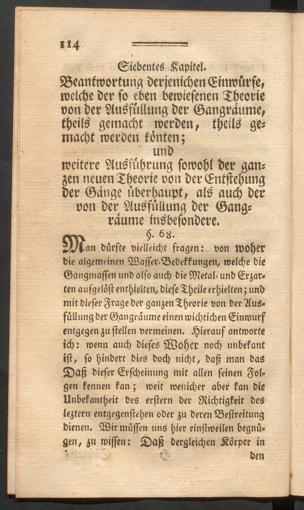 114
Siebentes Kapitel.
Beantwortung derjenichen Einwürfe,
welche der so eben bewiesenen Theorie
von der Ausfüllung der Gangräume,
theils gemacht werden, theils ge-
macht werden könten;
und
weitere Ausführung sowohl der gan-
zen neuen Theorie von der Entstehung
der Gänge überhaupt, als auch der
von der Ausfüllung der Gang-
räume insbesondere.
§. 68.
Man dürfte vielleicht fragen: von woher
die algemeinen Wasser-Bedekkungen, welche die
Gangmassen und also auch die Metal- und Erzar-
ten aufgelöst enthielten, diese Theile erhielten; und
mit dieser Frage der ganzen Theorie von der Aus-
füllung der Gangräume einen wichtichen Einwurf
entgegen zu stellen vermeinen. Hierauf antworte
ich: wenn auch dieses Woher noch unbekant
ist, so hindert dies doch nicht, daß man das
Daß dieser Erscheinung mit allen seinen Fol-
gen kennen kan; weit wenicher aber kan die
Unbekantheit des erstern der Richtigkeit des
leztern entgegenstehen oder zu deren Bestreitung
dienen. Wir müssen uns hier einstweilen begnü-
gen, zu wissen: Daß dergleichen Körper in
den